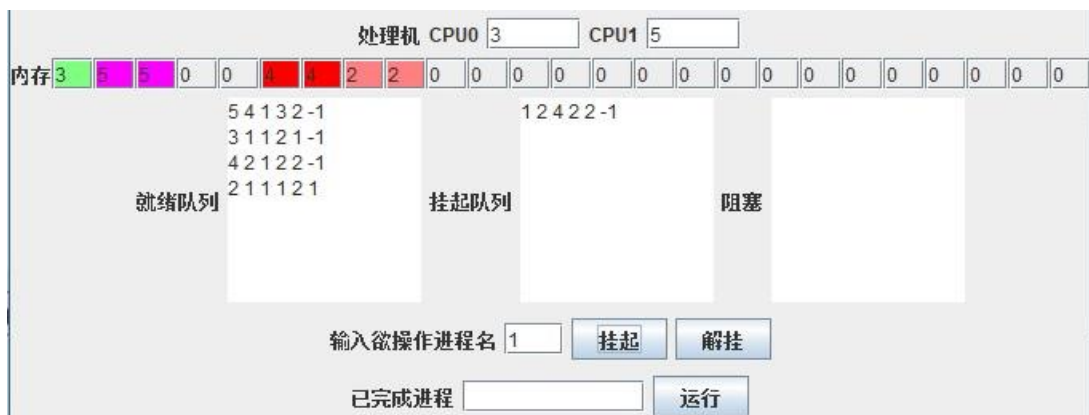 处理机 CPU0 3 CPU1 5
内存 3 5 5 0 0 4 4 2 2 0 0 0 0 0 0 0 0 0 0 0 0 0 0 0 0
就绪队列
5 4 1 3 2 -1
3 1 1 2 1 -1
4 2 1 2 2 -1
2 1 1 1 2 1
挂起队列
1 2 4 2 2 -1
阻塞
输入欲操作进程名 1 挂起 解挂
已完成进程 运行